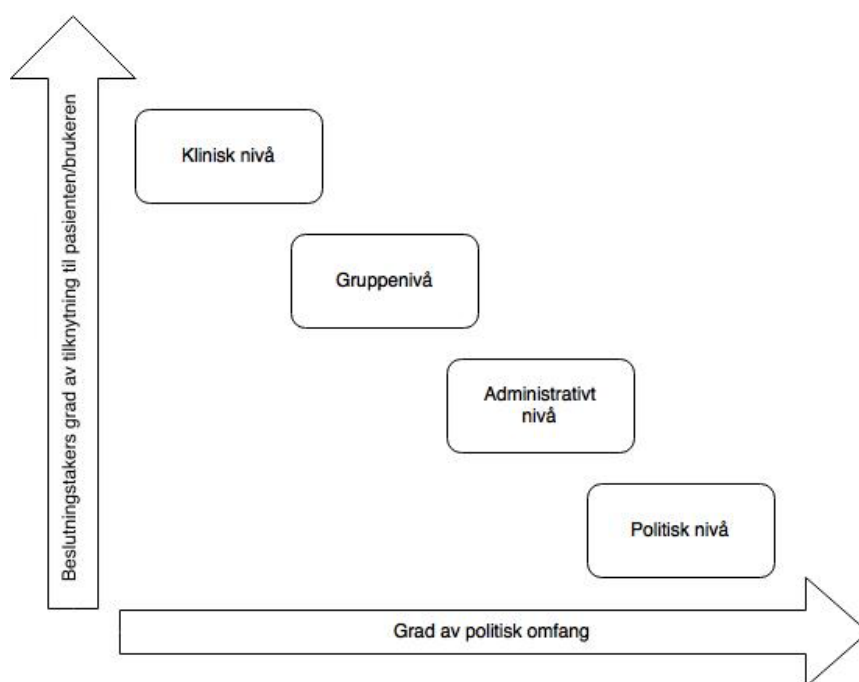 Beslutningstakers grad av tilknytning til pasienten/brukeren
Klinisk nivå
Gruppenivå
Administrativt
nivå
Politisk nivå
Grad av politisk omfang